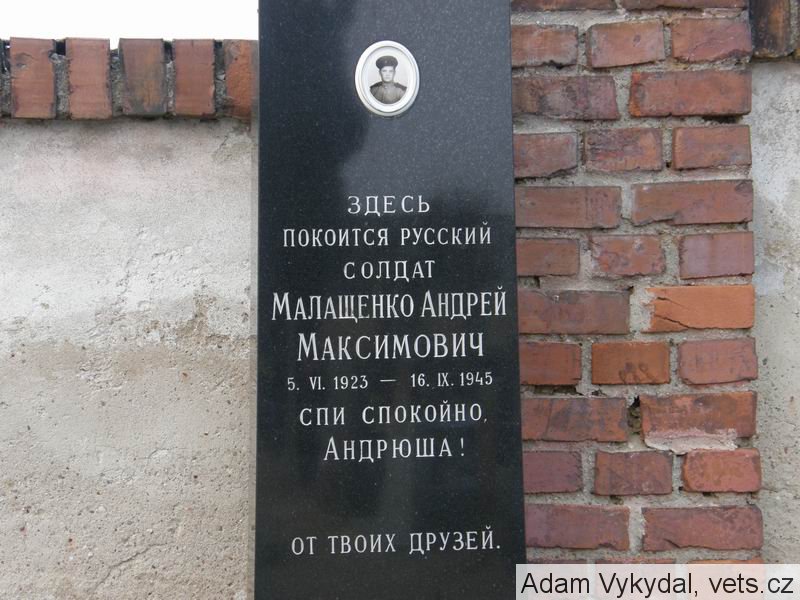 ЗДЕСЬ
ПОКОИТСЯ РУССКИЙ
СОЛДАТ
МАЛАЩЕНКО АНДРЕЙ
МАКСИМОВИЧ
5. VI. 1923 — 16. IX. 1945
СПИ СПОКОЙНО,
АНДРЮША!
ОТ ТВОИХ ДРУЗЕЙ.
Adam Vykydal, vets.cz